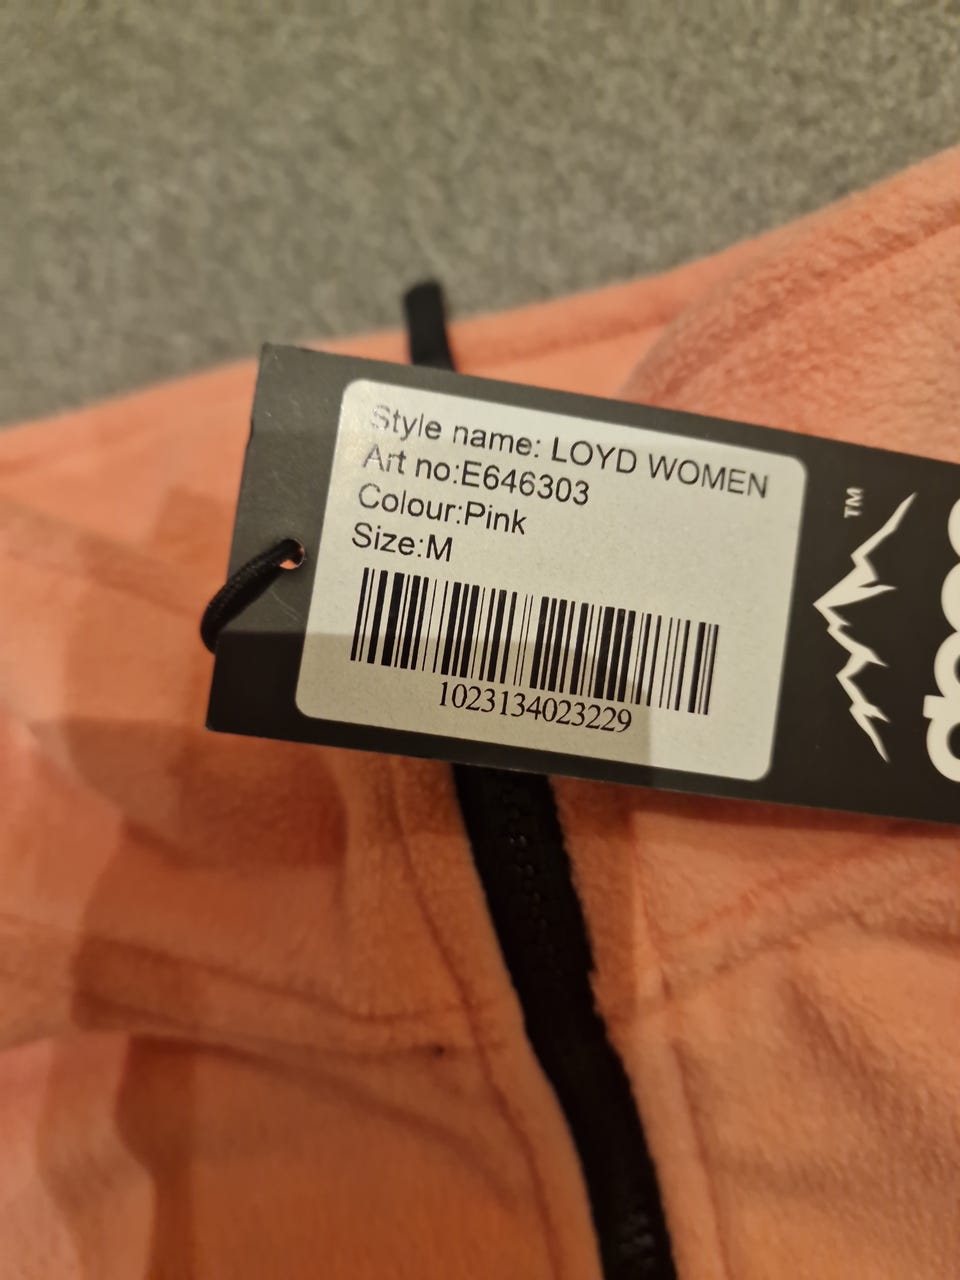 Style name: LOYD WOMEN
Art no:E646303
Colour:Pink
Size:M
1023134023229
TM